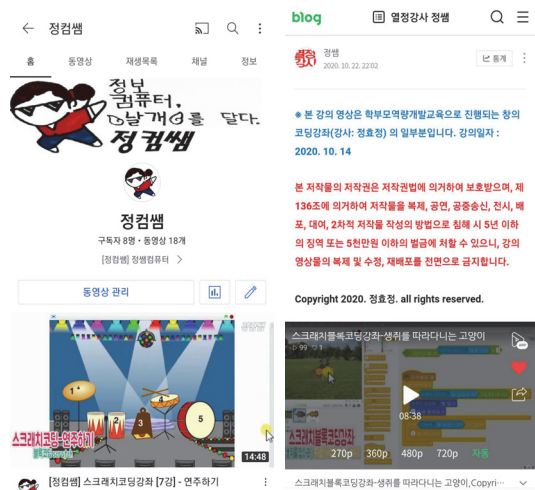 정컴쌤
홈 동영상 재생목록 채널 정보
정보
컴퓨터,
날개를 달다.
정컴쌤
정컴쌤
구독자 8명 • 동영상 18개
[정컴쌤] 정쌤컴퓨터
동영상 관리
정컴쌤
1
2
3
4
5
스크래치코딩-연주하기
14:48
[정컴쌤] 스크래치코딩강좌 [7강] - 연주하기
blog
열정강사 정쌤
열정
강사
정쌤
2020. 10. 22. 22:02
통계
※ 본 강의 영상은 학부모역량개발교육으로 진행되는 창의
코딩강좌(강사: 정효정) 의 일부분입니다. 강의일자 :
2020. 10. 14
본 저작물의 저작권은 저작권법에 의거하여 보호받으며, 제
136조에 의거하여 저작물을 복제, 공연, 공중송신, 전시, 배
포, 대여, 2차적 저작물 작성의 방법으로 침해 시 5년 이하
의 징역 또는 5천만원 이하의 벌금에 처할 수 있으니, 강의
영상물의 복제 및 수정, 재배포를 전면으로 금지합니다.
Copyright 2020. 정효정. all rights reserved.
스크래치블록코딩강좌-생쥐를 따라다니는 고양이
99 1
08:38
스크래치블록코딩강좌
270p 360p 480p 720p 자동
스크래치블록코딩강좌-생쥐를 따라다니는 고양이,Copyri…